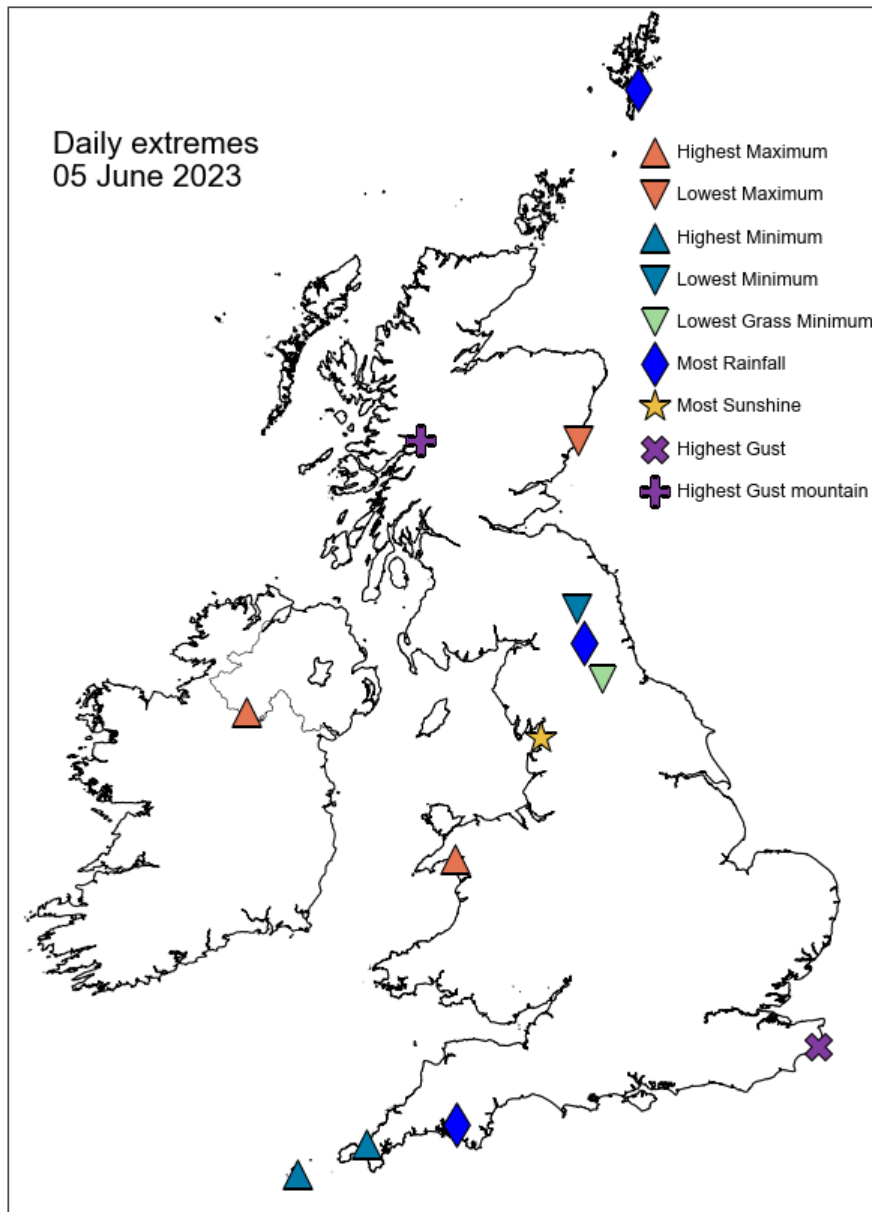 Daily extremes
05 June 2023
Highest Maximum
Lowest Maximum
Highest Minimum
Lowest Minimum
Lowest Grass Minimum
Most Rainfall
Most Sunshine
Highest Gust
Highest Gust mountain